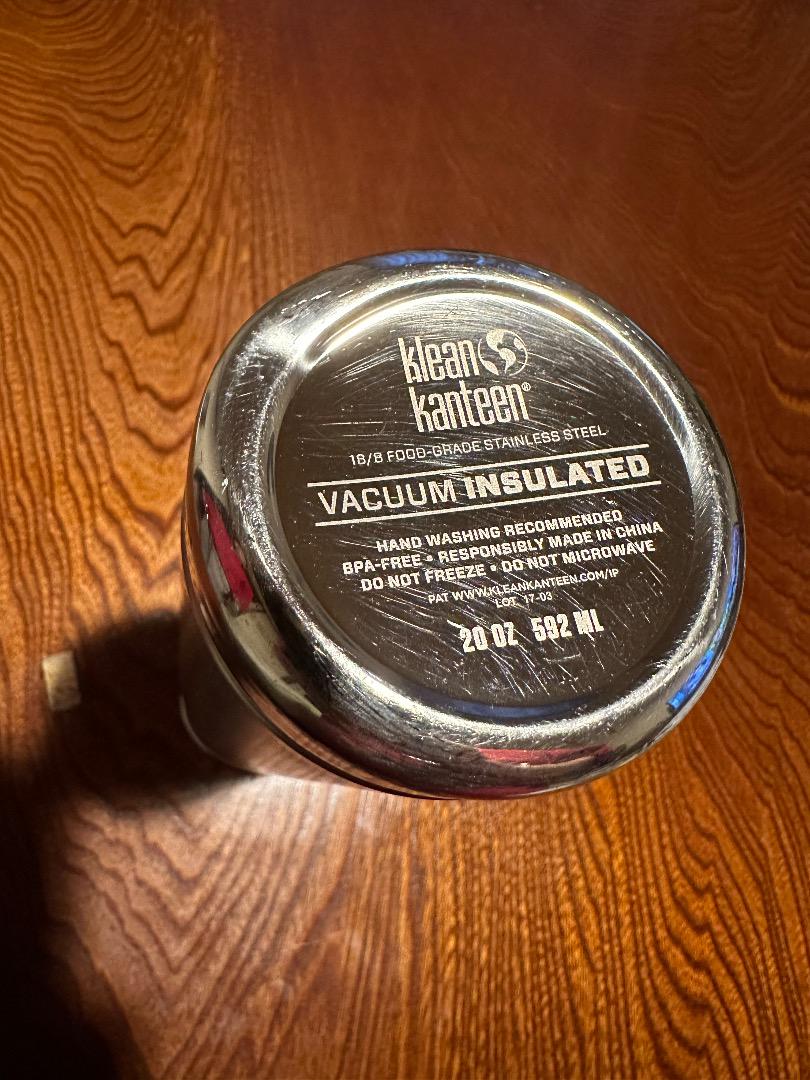 klean
kanteen®
18/8 FOOD-GRADE STAINLESS STEEL
VACUUM INSULATED
HAND WASHING RECOMMENDED
BPA-FREE • RESPONSIBLY MADE IN CHINA
DO NOT FREEZE • DO NOT MICROWAVE
PAT WWW.KLEANKANTEEN.COM/IP
LOT 17-03
20 OZ 592 ML